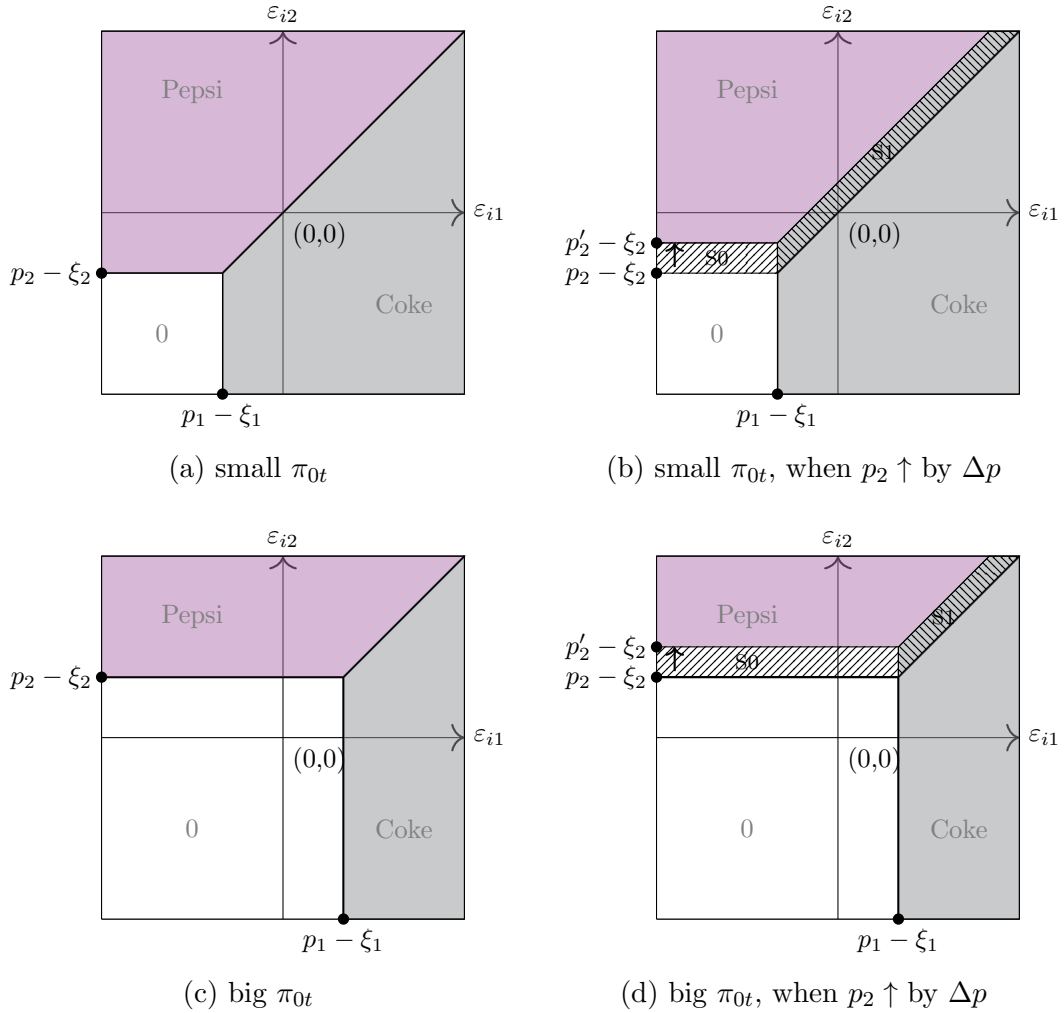 ε_{i2}
Pepsi
ε_{i1}
(0,0)
p_2 − ξ_2
Coke
0
p_1 − ξ_1
(a) small π_{0t}
ε_{i2}
Pepsi
S1
ε_{i1}
(0,0)
p′_2 − ξ_2
S0
p_2 − ξ_2
Coke
0
p_1 − ξ_1
(b) small π_{0t}, when p_2 ↑ by Δp
ε_{i2}
Pepsi
p_2 − ξ_2
ε_{i1}
(0,0)
0
Coke
p_1 − ξ_1
(c) big π_{0t}
ε_{i2}
Pepsi
S1
p′_2 − ξ_2
S0
p_2 − ξ_2
ε_{i1}
(0,0)
0
Coke
p_1 − ξ_1
(d) big π_{0t}, when p_2 ↑ by Δp